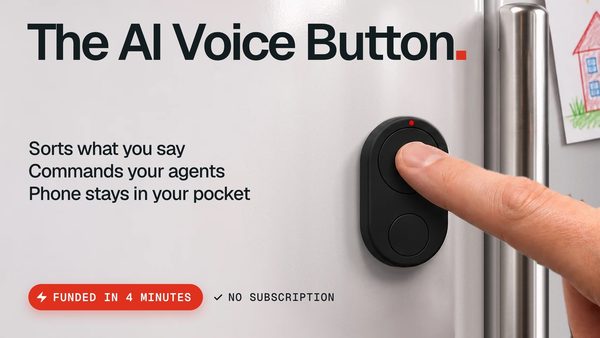 The AI Voice Button.
Sorts what you say
Commands your agents
Phone stays in your pocket
FUNDED IN 4 MINUTES
NO SUBSCRIPTION